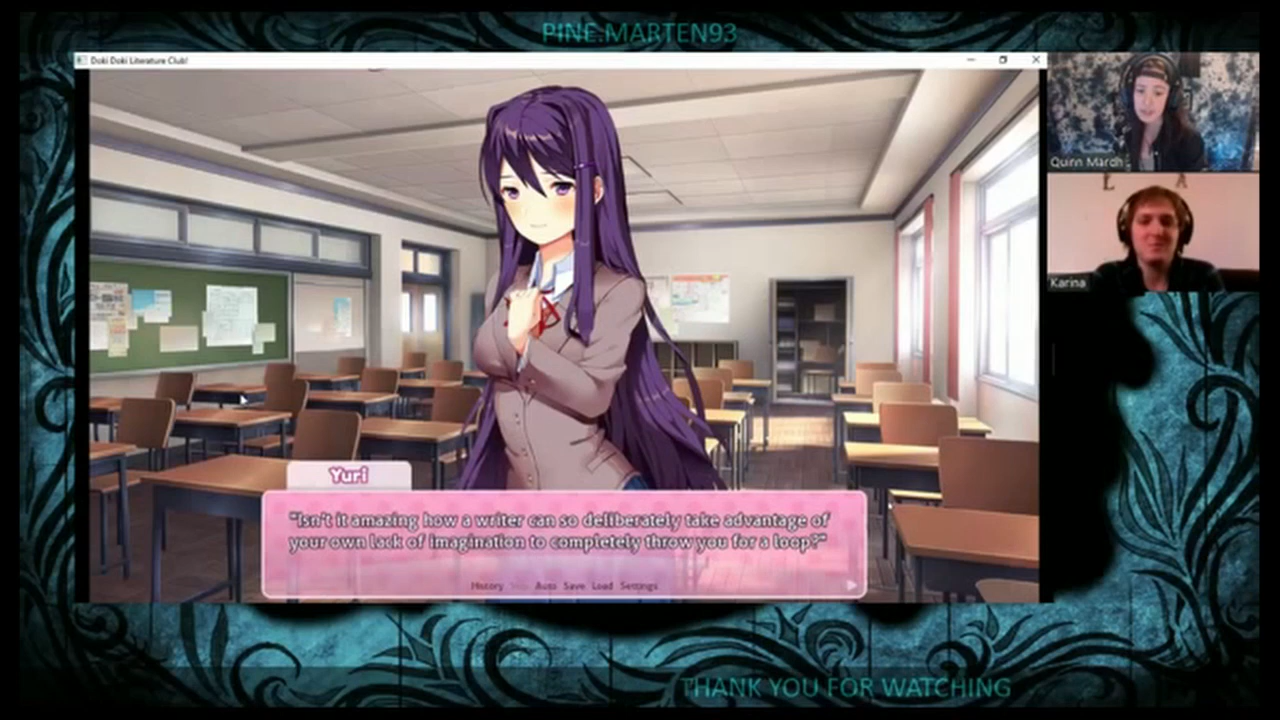 PINE.MARTEN93
Doki Doki Literature Club!
Quinn Mardh
L A
Karina
Yuri
"Isn't it amazing how a writer can so deliberately take advantage of
your own lack of imagination to completely throw you for a loop?"
History Skip Auto Save Load Settings
THANK YOU FOR WATCHING